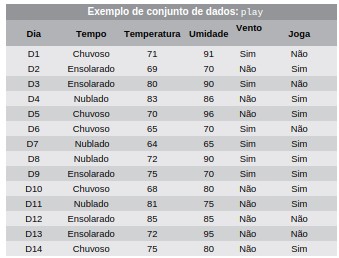 Exemplo de conjunto de dados: play
Dia Tempo Temperatura Umidade Vento Joga
D1 Chuvoso 71 91 Sim Não
D2 Ensolarado 69 70 Não Sim
D3 Ensolarado 80 90 Sim Não
D4 Nublado 83 86 Não Sim
D5 Chuvoso 70 96 Não Sim
D6 Chuvoso 65 70 Sim Não
D7 Nublado 64 65 Sim Sim
D8 Nublado 72 90 Sim Sim
D9 Ensolarado 75 70 Sim Sim
D10 Chuvoso 68 80 Não Sim
D11 Nublado 81 75 Não Sim
D12 Ensolarado 85 85 Não Não
D13 Ensolarado 72 95 Não Não
D14 Chuvoso 75 80 Não Sim